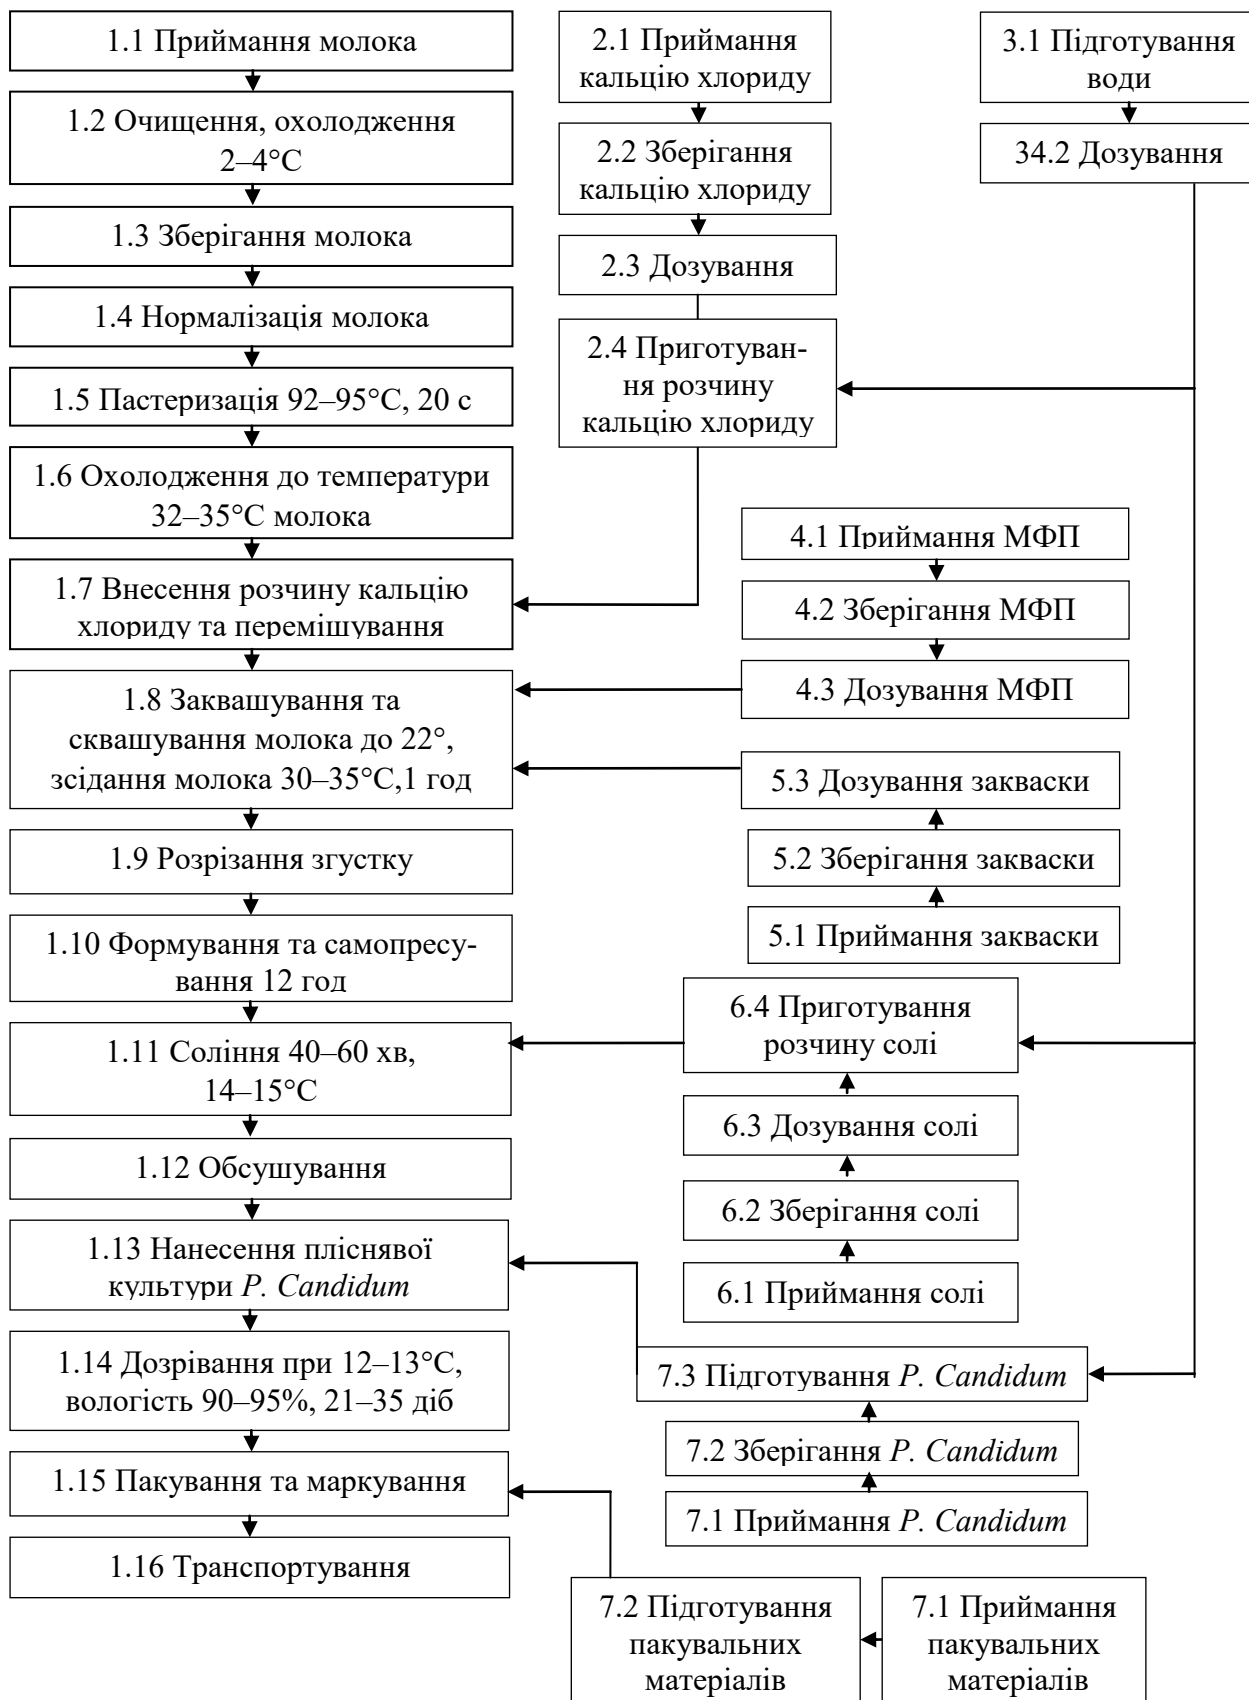 1.1 Приймання молока
1.2 Очищення, охолодження
2–4°С
1.3 Зберігання молока
1.4 Нормалізація молока
1.5 Пастеризація 92–95°С, 20 с
1.6 Охолодження до температури
32–35°С молока
1.7 Внесення розчину кальцію
хлориду та перемішування
1.8 Заквашування та
сквашування молока до 22°,
зсідання молока 30–35°С,1 год
1.9 Розрізання згустку
1.10 Формування та самопресу-
вання 12 год
1.11 Соління 40–60 хв,
14–15°С
1.12 Обсушування
1.13 Нанесення пліснявої
культури P. Candidum
1.14 Дозрівання при 12–13°С,
вологість 90–95%, 21–35 діб
1.15 Пакування та маркування
1.16 Транспортування
2.1 Приймання
кальцію хлориду
2.2 Зберігання
кальцію хлориду
2.3 Дозування
2.4 Приготуван-
ня розчину
кальцію хлориду
3.1 Підготування
води
34.2 Дозування
4.1 Приймання МФП
4.2 Зберігання МФП
4.3 Дозування МФП
5.3 Дозування закваски
5.2 Зберігання закваски
5.1 Приймання закваски
6.4 Приготування
розчину солі
6.3 Дозування солі
6.2 Зберігання солі
6.1 Приймання солі
7.3 Підготування P. Candidum
7.2 Зберігання P. Candidum
7.1 Приймання P. Candidum
7.2 Підготування
пакувальних
матеріалів
7.1 Приймання
пакувальних
матеріалів